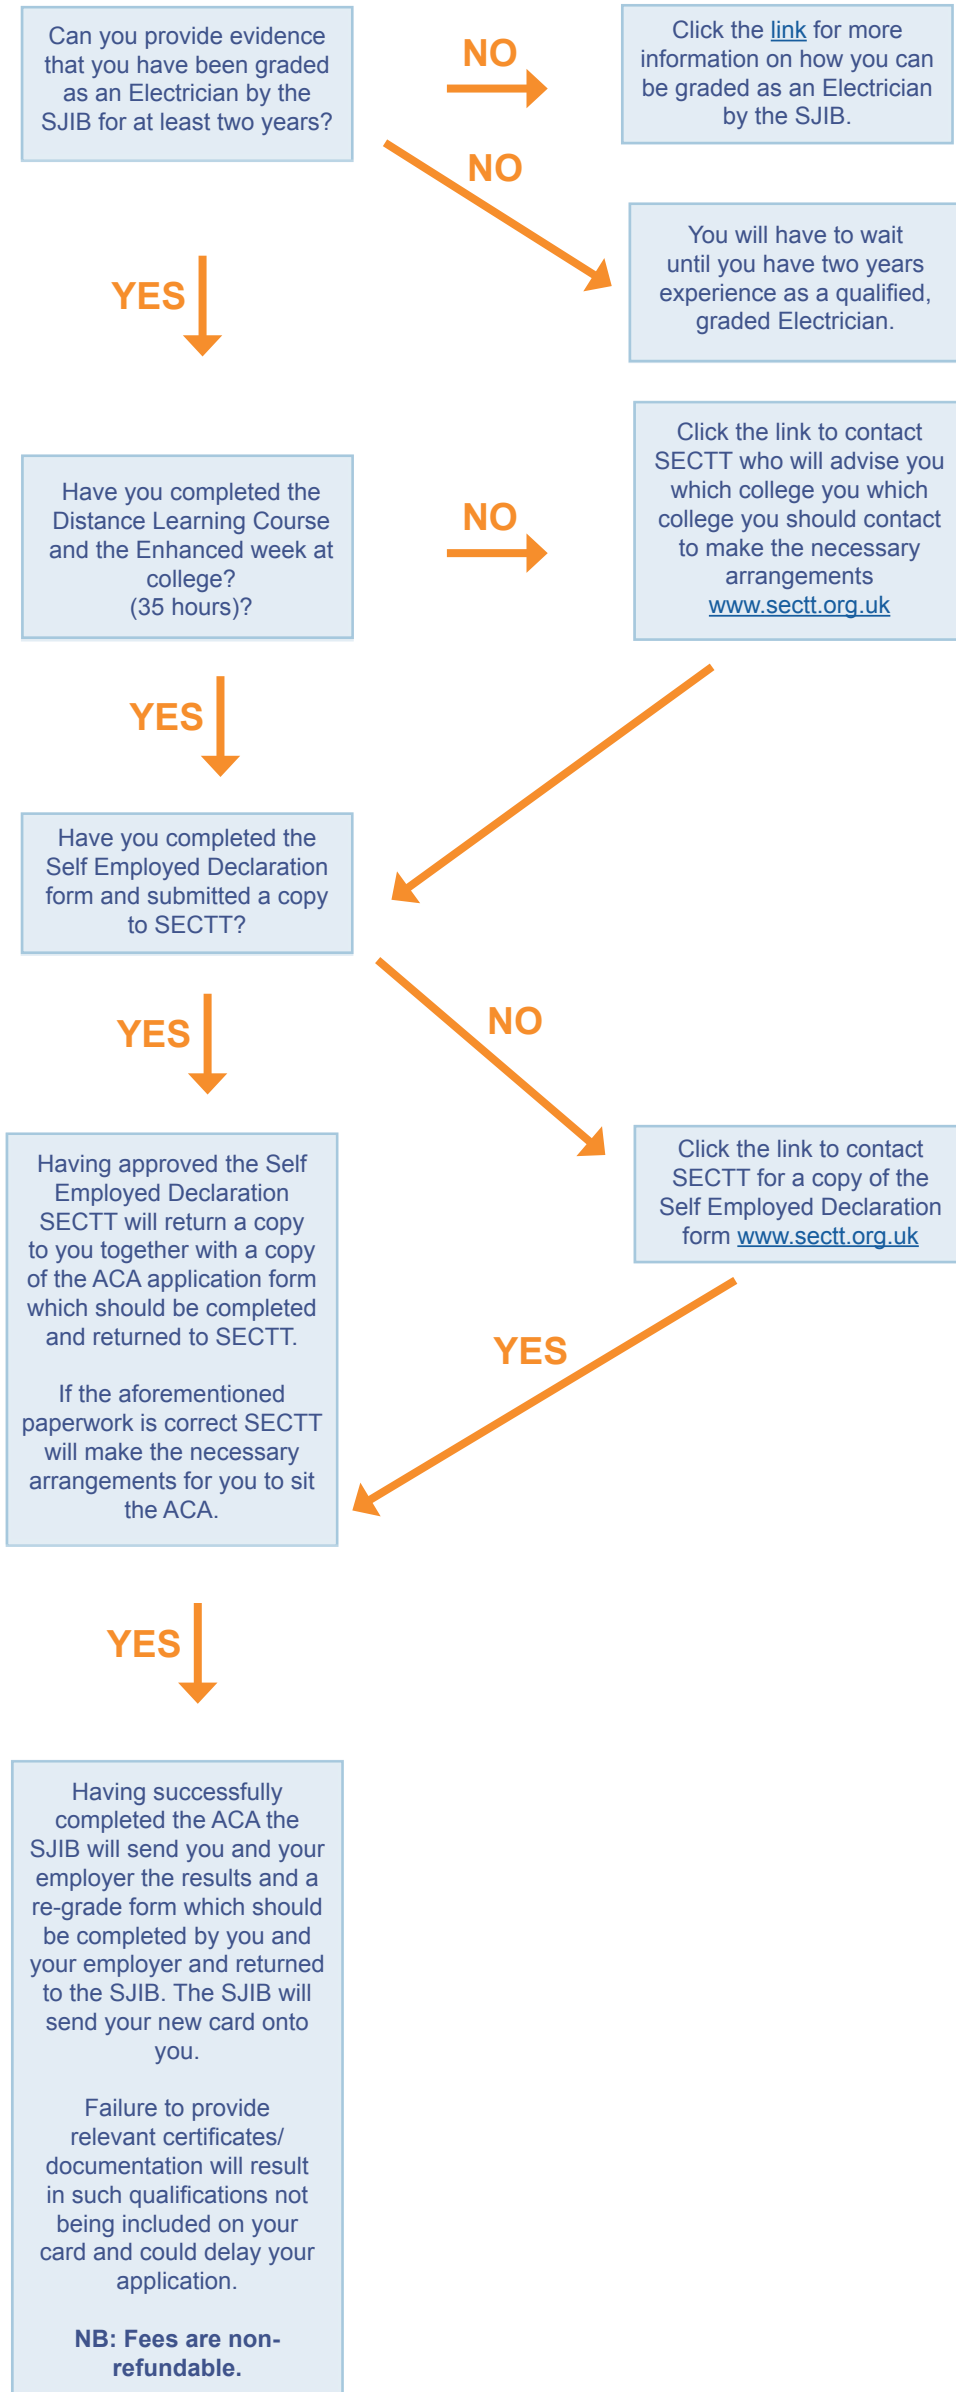 Can you provide evidence
that you have been graded
as an Electrician by the
SJIB for at least two years?
NO
Click the link for more
information on how you can
be graded as an Electrician
by the SJIB.
NO
You will have to wait
until you have two years
experience as a qualified,
graded Electrician.
YES
Have you completed the
Distance Learning Course
and the Enhanced week at
college?
(35 hours)?
NO
Click the link to contact
SECTT who will advise you
which college you which
college you should contact
to make the necessary
arrangements
www.sectt.org.uk
YES
Have you completed the
Self Employed Declaration
form and submitted a copy
to SECTT?
NO
Click the link to contact
SECTT for a copy of the
Self Employed Declaration
form www.sectt.org.uk
YES
YES
Having approved the Self
Employed Declaration
SECTT will return a copy
to you together with a copy
of the ACA application form
which should be completed
and returned to SECTT.
If the aforementioned
paperwork is correct SECTT
will make the necessary
arrangements for you to sit
the ACA.
YES
Having successfully
completed the ACA the
SJIB will send you and your
employer the results and a
re-grade form which should
be completed by you and
your employer and returned
to the SJIB. The SJIB will
send your new card onto
you.
Failure to provide
relevant certificates/
documentation will result
in such qualifications not
being included on your
card and could delay your
application.
NB: Fees are non-
refundable.